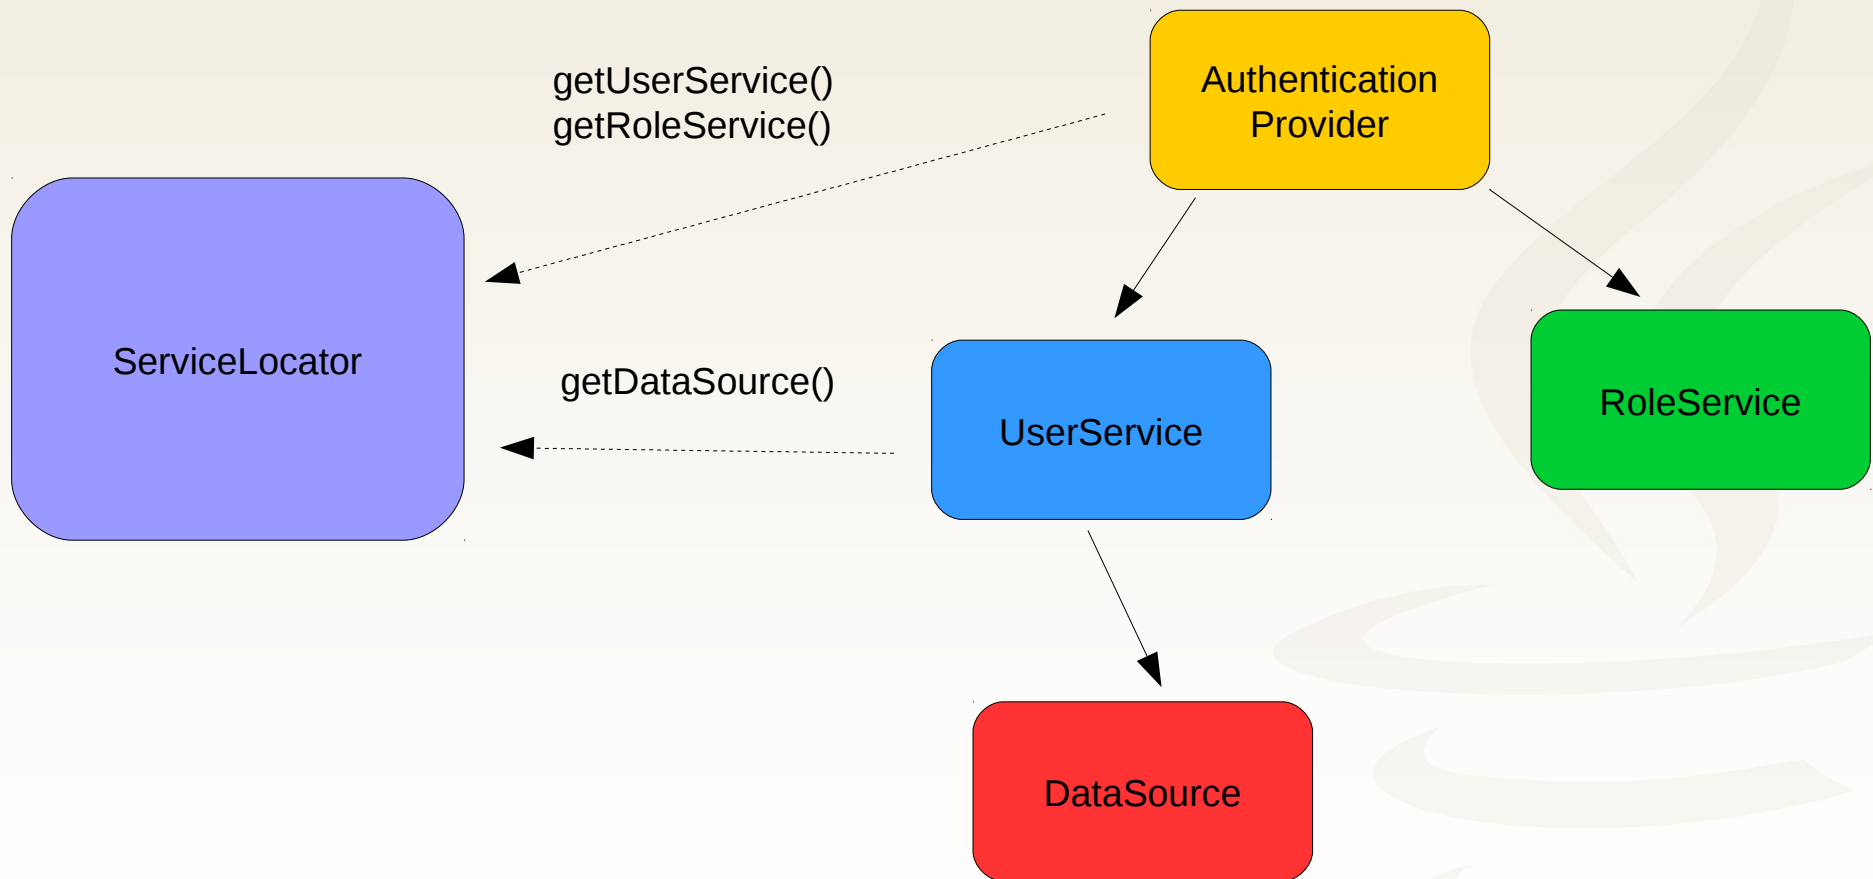 getUserService()
getRoleService()
Authentication
Provider
ServiceLocator
getDataSource()
UserService
RoleService
DataSource